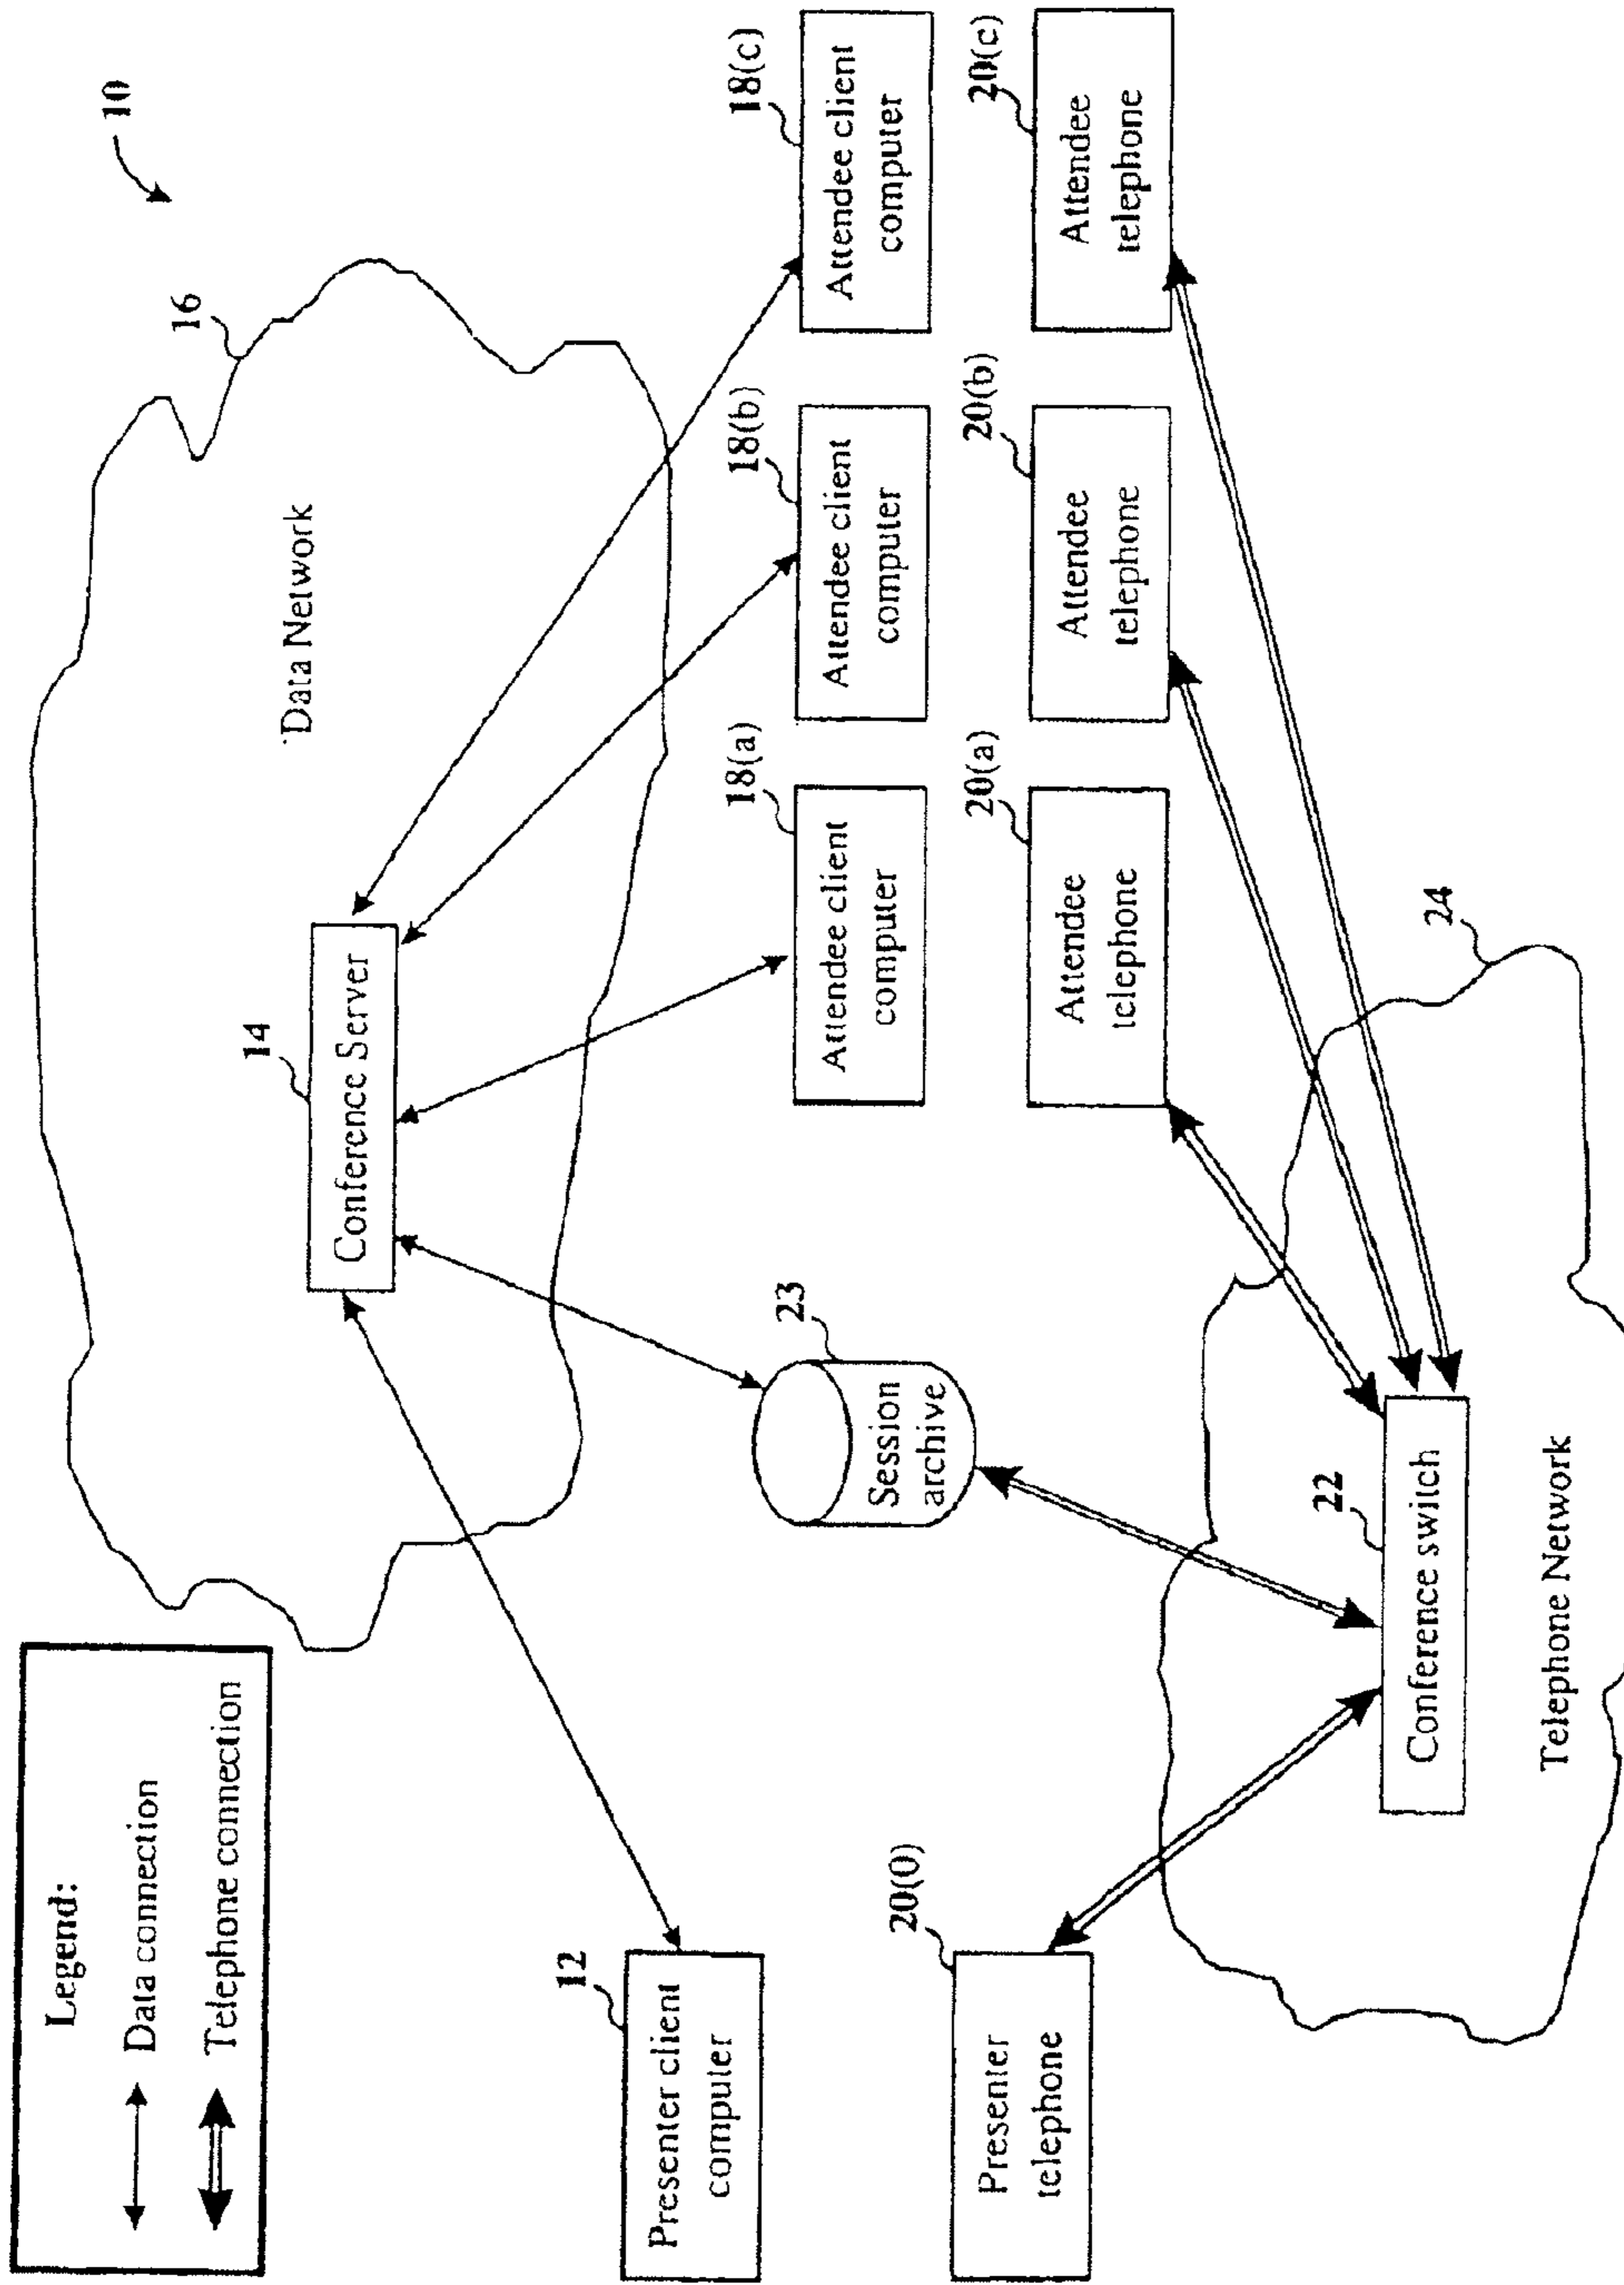 Legend:
Data connection
Telephone connection
10
16
Data Network
14
Conference Server
12
Presenter client
computer
23
Session
archive
18(a)
Attendee client
computer
18(b)
Attendee client
computer
18(c)
Attendee client
computer
20(0)
Presenter
telephone
20(a)
Attendee
telephone
20(b)
Attendee
telephone
20(c)
Attendee
telephone
22
Conference switch
24
Telephone Network